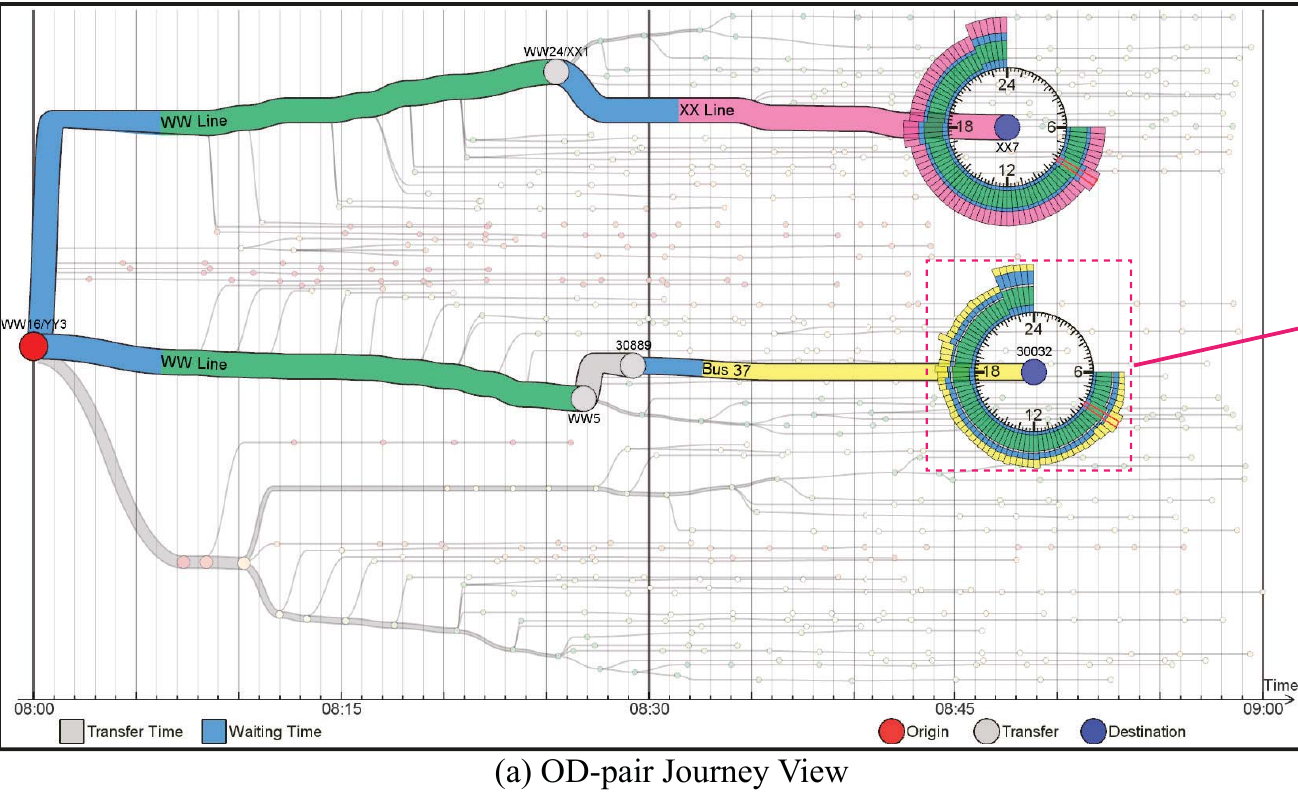 WW24/XX1
WW Line
XX Line
24
18
6
XX7
12
WW16/YY3
WW Line
30889
Bus 37
WW5
24
30032
18
6
12
Time
08:00
08:15
08:30
08:45
09:00
Transfer Time
Waiting Time
Origin
Transfer
Destination
(a) OD-pair Journey View